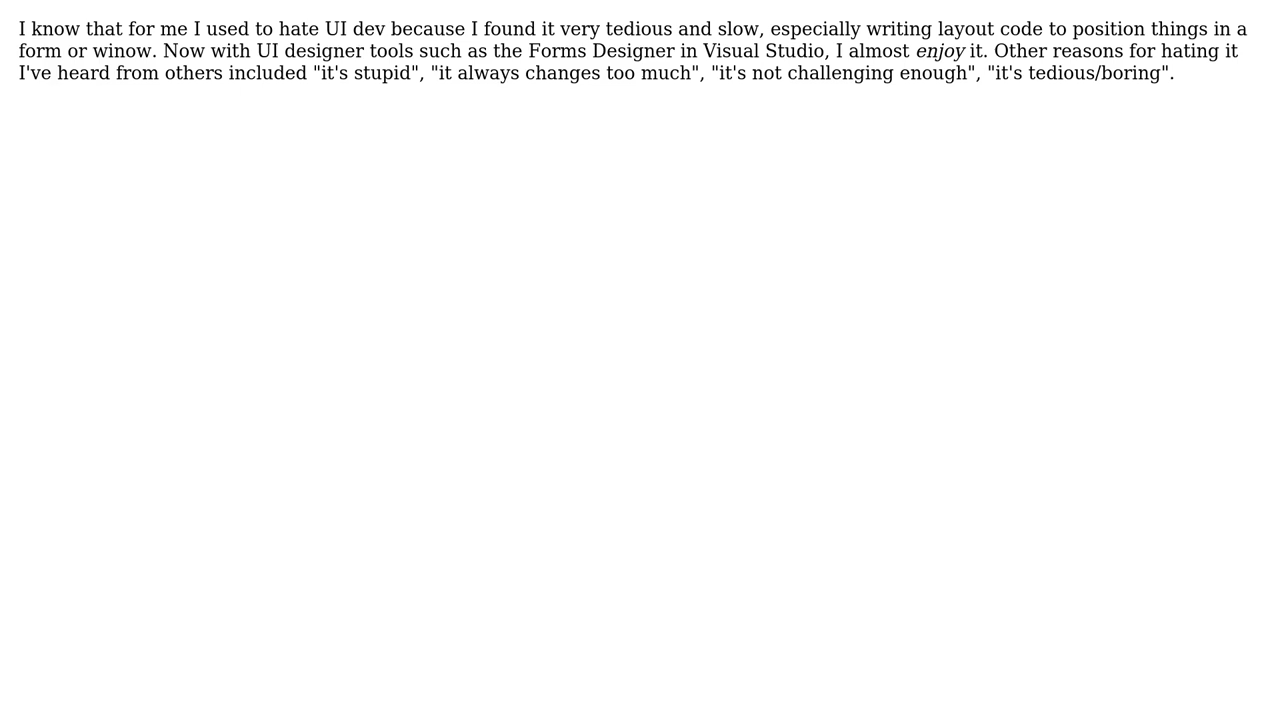 I know that for me I used to hate UI dev because I found it very tedious and slow, especially writing layout code to position things in a
form or winow. Now with UI designer tools such as the Forms Designer in Visual Studio, I almost enjoy it. Other reasons for hating it
I've heard from others included "it's stupid", "it always changes too much", "it's not challenging enough", "it's tedious/boring".